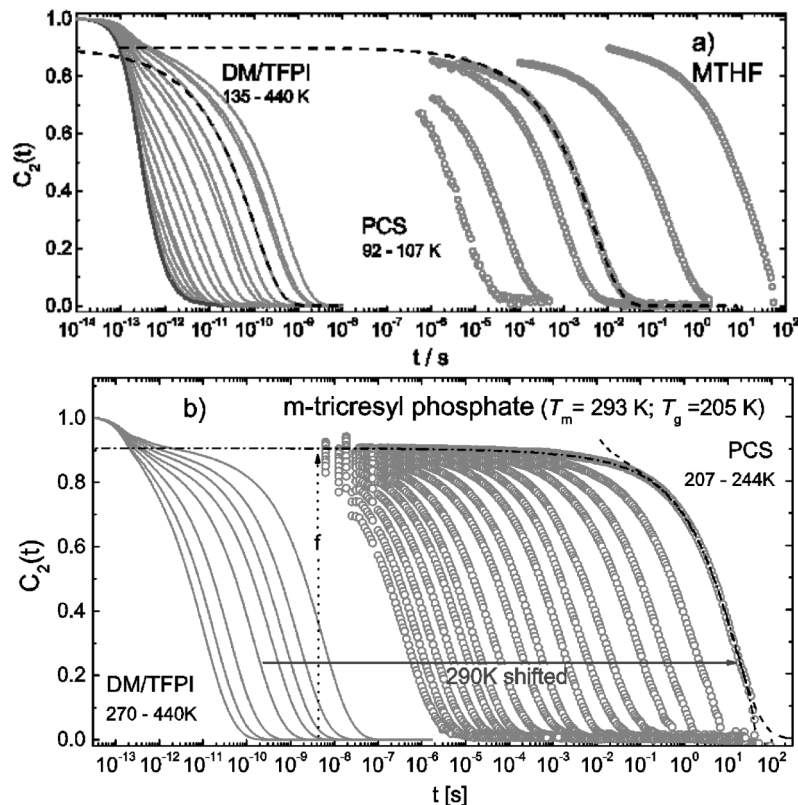 a)
MTHF
DM/TFPI
135 - 440 K
PCS
92 - 107 K
C₂(t)
1.0
0.8
0.6
0.4
0.2
0.0
10⁻¹⁴ 10⁻¹³ 10⁻¹² 10⁻¹¹ 10⁻¹⁰ 10⁻⁹ 10⁻⁸ 10⁻⁷ 10⁻⁶ 10⁻⁵ 10⁻⁴ 10⁻³ 10⁻² 10⁻¹ 10⁰ 10¹ 10²
t / s
b) m-tricresyl phosphate (Tₘ= 293 K; T_g =205 K)
PCS
207 - 244K
f
290K shifted
DM/TFPI
270 - 440K
C₂(t)
1.0
0.8
0.6
0.4
0.2
0.0
10⁻¹³ 10⁻¹² 10⁻¹¹ 10⁻¹⁰ 10⁻⁹ 10⁻⁸ 10⁻⁷ 10⁻⁶ 10⁻⁵ 10⁻⁴ 10⁻³ 10⁻² 10⁻¹ 10⁰ 10¹ 10²
t [s]